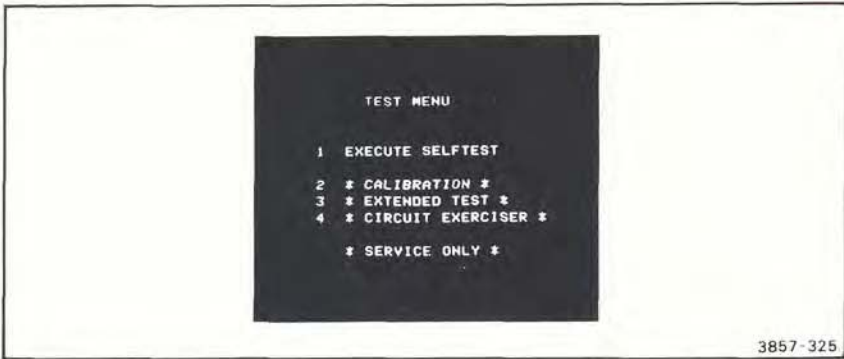 TEST MENU
1 EXECUTE SELFTEST
2 * CALIBRATION *
3 * EXTENDED TEST *
4 * CIRCUIT EXERCISER *
* SERVICE ONLY *
3857-325